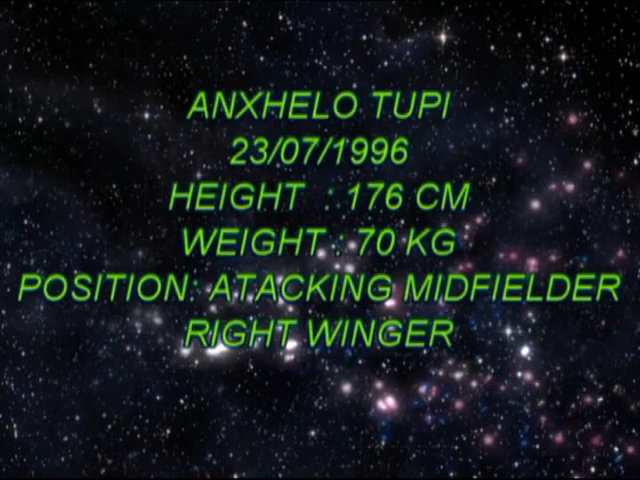 ANXHELO TUPI
23/07/1996
HEIGHT : 176 CM
WEIGHT : 70 KG
POSITION: ATACKING MIDFIELDER
RIGHT WINGER